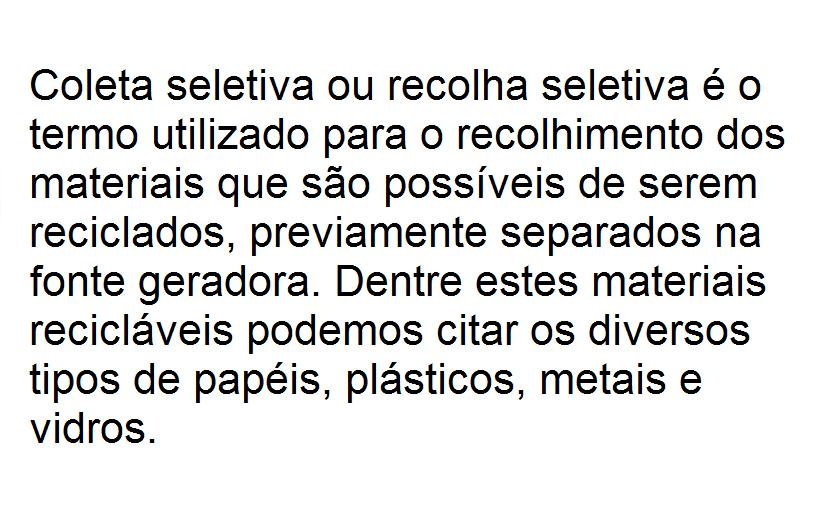 Coleta seletiva ou recolha seletiva é o
termo utilizado para o recolhimento dos
materiais que são possíveis de serem
reciclados, previamente separados na
fonte geradora. Dentre estes materiais
recicláveis podemos citar os diversos
tipos de papéis, plásticos, metais e
vidros.